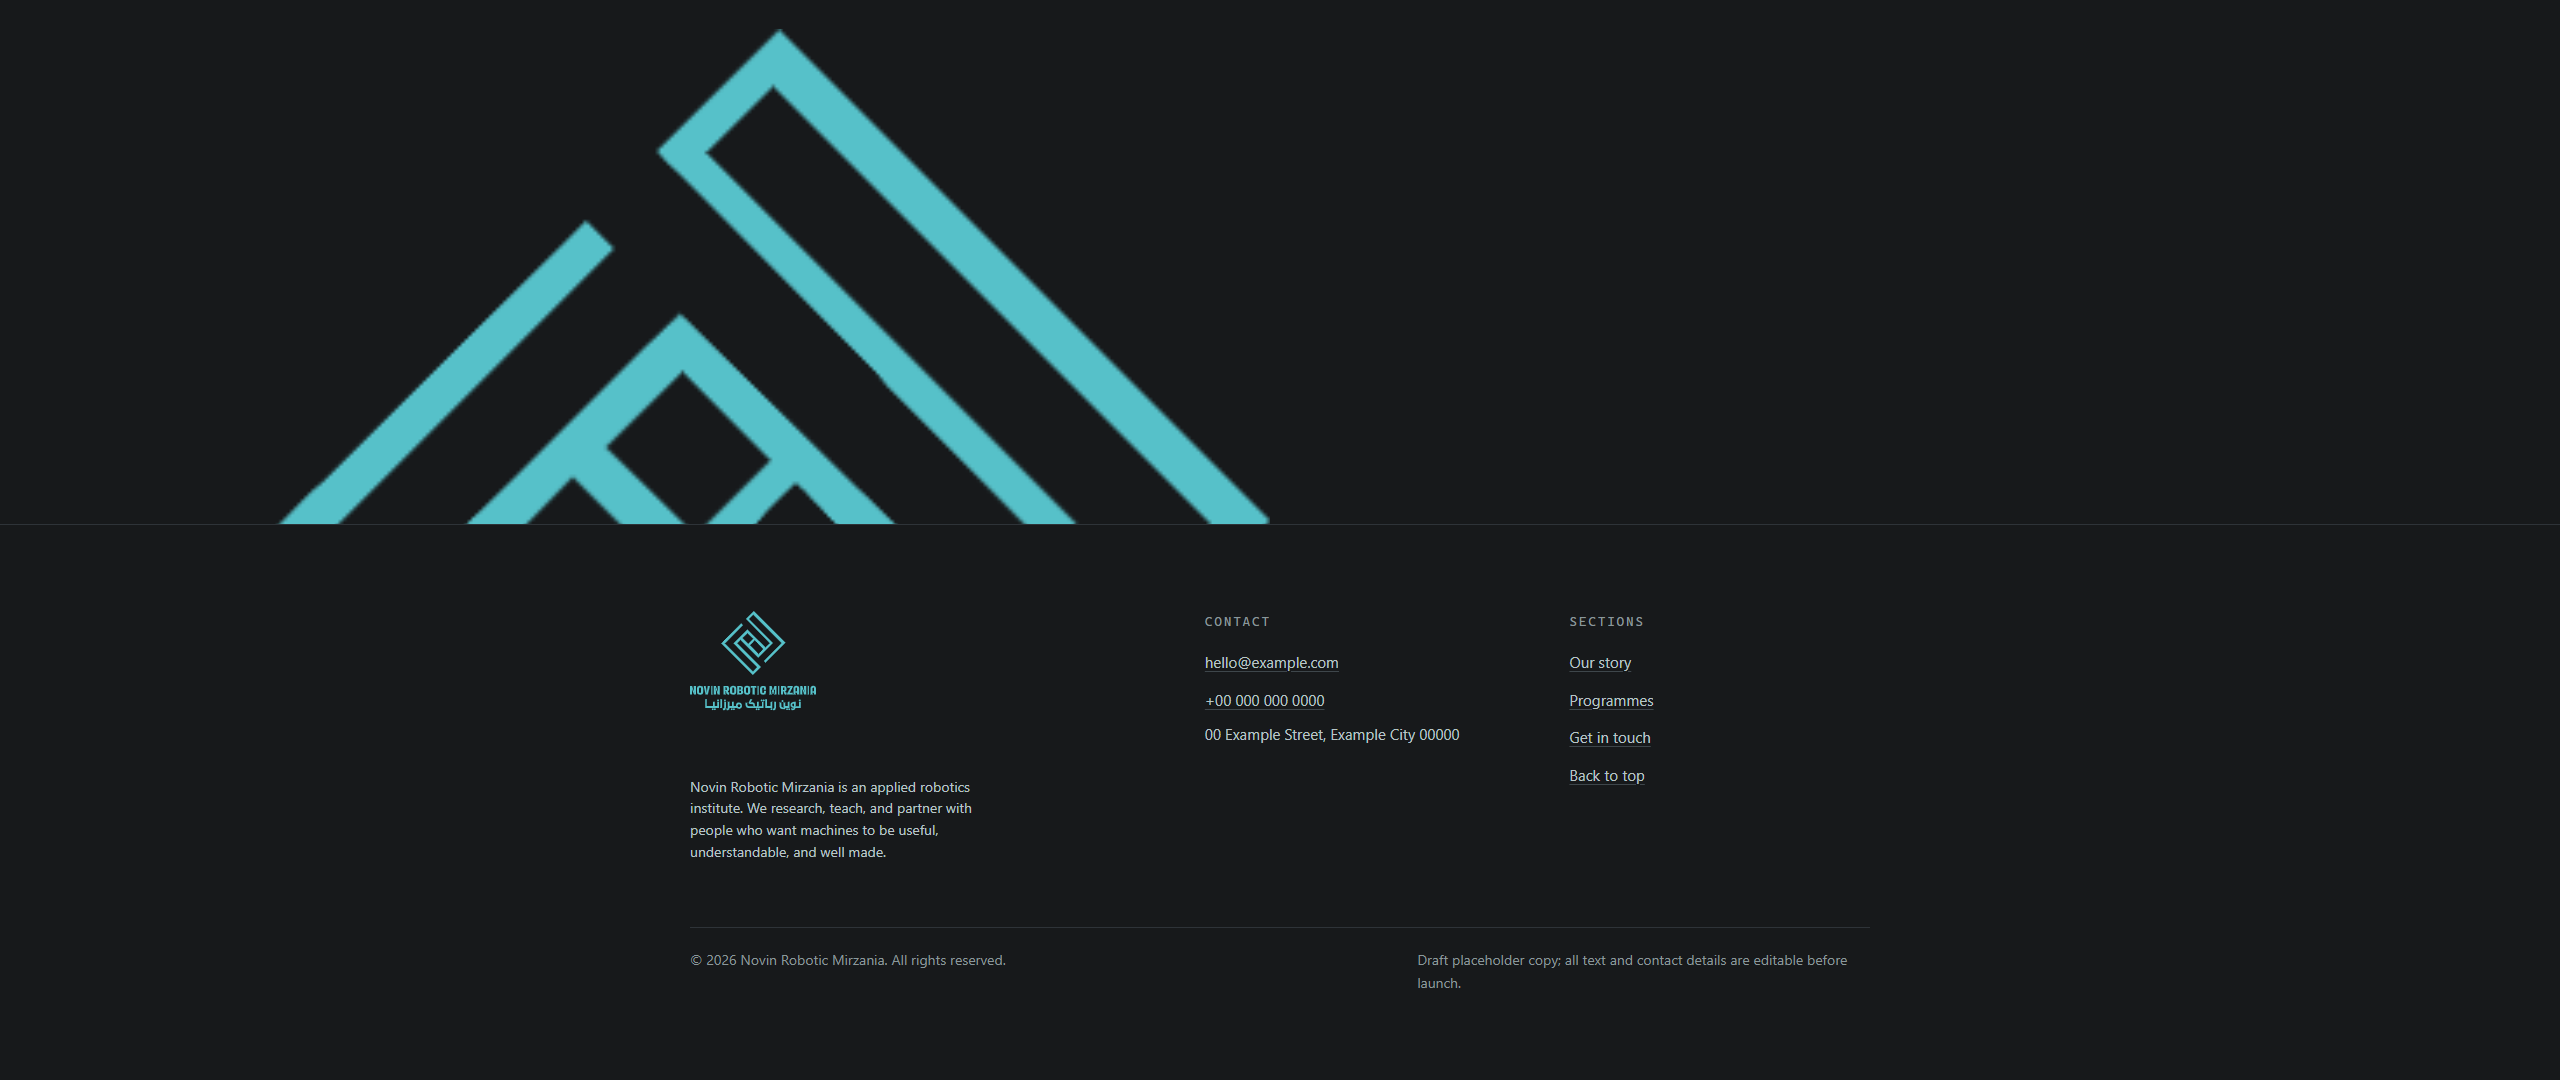 NOVIN ROBOTIC MIRZANIA
نوین رباتیک میرزانیا
Novin Robotic Mirzania is an applied robotics
institute. We research, teach, and partner with
people who want machines to be useful,
understandable, and well made.
CONTACT
hello@example.com
+00 000 000 0000
00 Example Street, Example City 00000
SECTIONS
Our story
Programmes
Get in touch
Back to top
© 2026 Novin Robotic Mirzania. All rights reserved.
Draft placeholder copy; all text and contact details are editable before
launch.